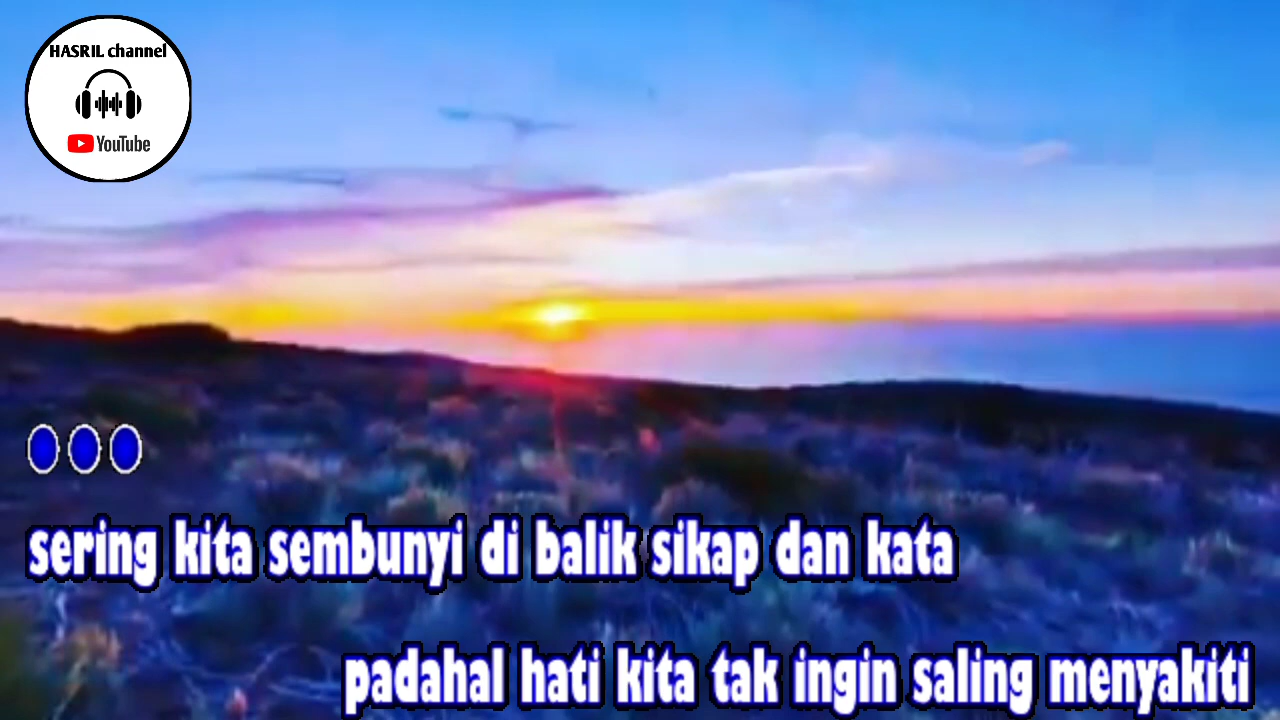 HASRIL channel
YouTube
sering kita sembunyi di balik sikap dan kata
padahal hati kita tak ingin saling menyakiti